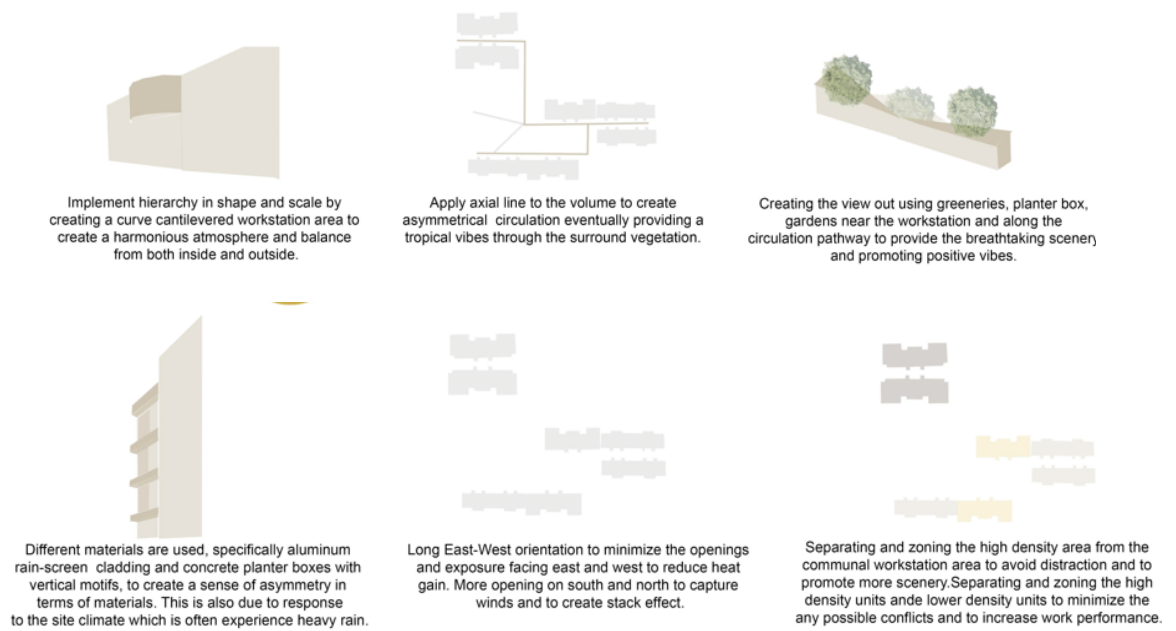 Implement hierarchy in shape and scale by
creating a curve cantilevered workstation area to
create a harmonious atmosphere and balance
from both inside and outside.
Apply axial line to the volume to create
asymmetrical circulation eventually providing a
tropical vibes through the surround vegetation.
Creating the view out using greeneries, planter box,
gardens near the workstation and along the
circulation pathway to provide the breathtaking scenery
and promoting positive vibes.
Different materials are used, specifically aluminum
rain-screen cladding and concrete planter boxes with
vertical motifs, to create a sense of asymmetry in
terms of materials. This is also due to response
to the site climate which is often experience heavy rain.
Long East-West orientation to minimize the openings
and exposure facing east and west to reduce heat
gain. More opening on south and north to capture
winds and to create stack effect.
Separating and zoning the high density area from the
communal workstation area to avoid distraction and to
promote more scenery.Separating and zoning the high
density units ande lower density units to minimize the
any possible conflicts and to increase work performance.